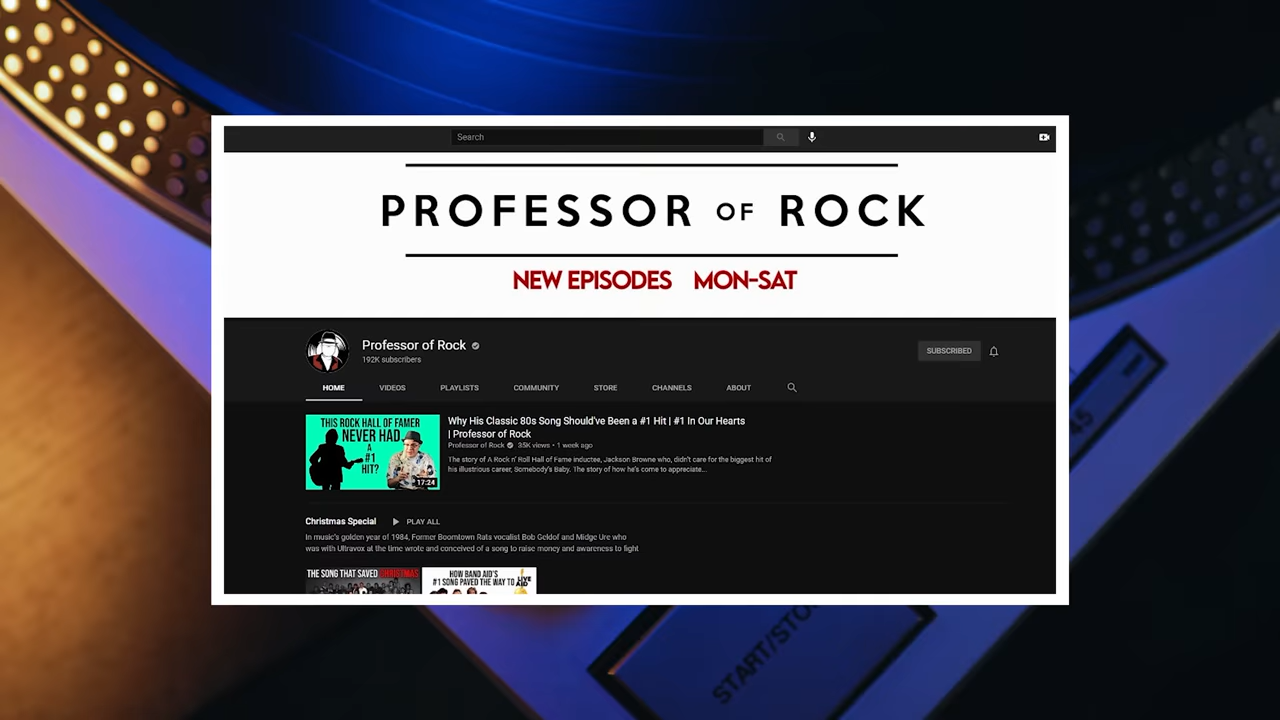 Search
PROFESSOR OF ROCK
NEW EPISODES MON-SAT
Professor of Rock
192K subscribers
SUBSCRIBED
HOME VIDEOS PLAYLISTS COMMUNITY STORE CHANNELS ABOUT
THIS ROCK HALL OF FAMER
NEVER HAD
A
#1
HIT?
17:24
Why His Classic 80s Song Should've Been a #1 Hit | #1 In Our Hearts
| Professor of Rock
Professor of Rock 35K views • 1 week ago
The story of A Rock n' Roll Hall of Fame inductee, Jackson Browne who, didn't care for the biggest hit of
his illustrious career, Somebody's Baby. The story of how he's come to appreciate...
Christmas Special PLAY ALL
In music's golden year of 1984, Former Boomtown Rats vocalist Bob Geldof and Midge Ure who
was with Ultravox at the time wrote and conceived of a song to raise money and awareness to fight
THE SONG THAT SAVED CHRISTMAS
HOW BAND AID'S
#1 SONG PAVED THE WAY TO LIVE AID
45
START/STO